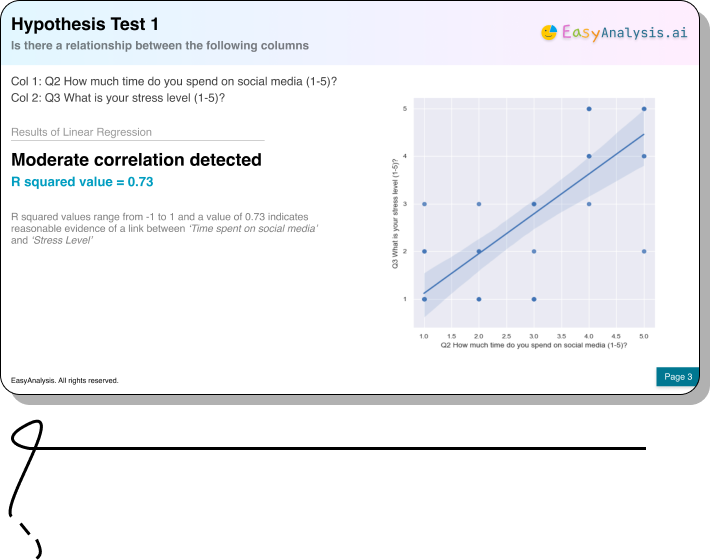 Hypothesis Test 1
Is there a relationship between the following columns
EasyAnalysis.ai
Col 1: Q2 How much time do you spend on social media (1-5)?
Col 2: Q3 What is your stress level (1-5)?
Results of Linear Regression
Moderate correlation detected
R squared value = 0.73
R squared values range from -1 to 1 and a value of 0.73 indicates
reasonable evidence of a link between ‘Time spent on social media’
and ‘Stress Level’
Q3 What is your stress level (1-5)?
5
4
3
2
1
1.0 1.5 2.0 2.5 3.0 3.5 4.0 4.5 5.0
Q2 How much time do you spend on social media (1-5)?
EasyAnalysis. All rights reserved.
Page 3